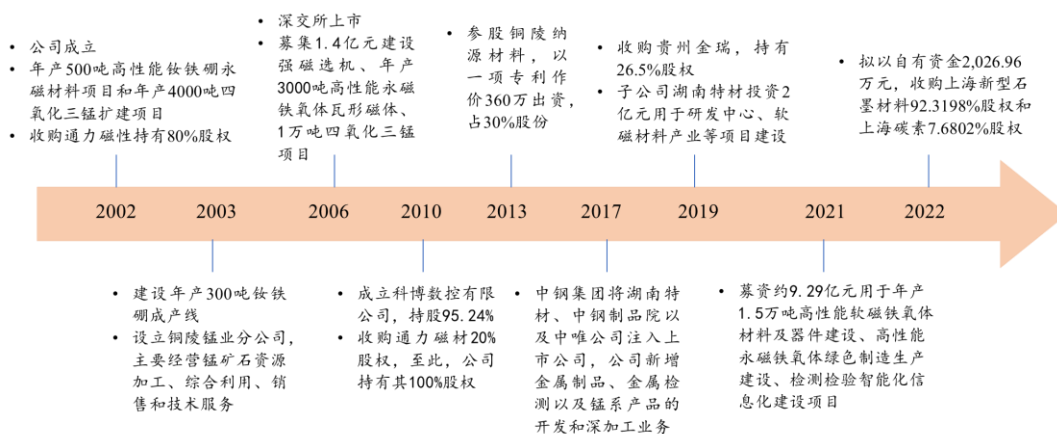 • 公司成立
• 年产500吨高性能钕铁硼永
磁材料项目和年产4000吨四
氧化三锰扩建项目
• 收购通力磁性持有80%股权
• 深交所上市
• 募集1.4亿元建设
强磁选机、年产
3000吨高性能永磁
铁氧体瓦形磁体、
1万吨四氧化三锰
项目
• 参股铜陵纳
源材料，以
一项专利作
价360万出资，
占30%股份
• 收购贵州金瑞，持有
26.5%股权
• 子公司湖南特材投资2
亿元用于研发中心、软
磁材料产业等项目建设
• 拟以自有资金2,026.96
万元，收购上海新型石
墨材料92.3198%股权和
上海碳素7.6802%股权
2002 2003 2006 2010 2013 2017 2019 2021 2022
• 建设年产300吨钕铁
硼成产线
• 设立铜陵锰业分公司，
主要经营锰矿石资源
加工、综合利用、销
售和技术服务
• 成立科博数控有限
公司，持股95.24%
• 收购通力磁材20%
股权，至此，公司
持有其100%股权
• 中钢集团将湖南特
材、中钢制品院以
及中唯公司注入上
市公司，公司新增
金属制品、金属检
测以及锰系产品的
开发和深加工业务
• 募资约9.29亿元用于年产
1.5万吨高性能软磁铁氧体
材料及器件建设、高性能
永磁铁氧体绿色制造生产
建设、检测检验智能化信
息化建设项目